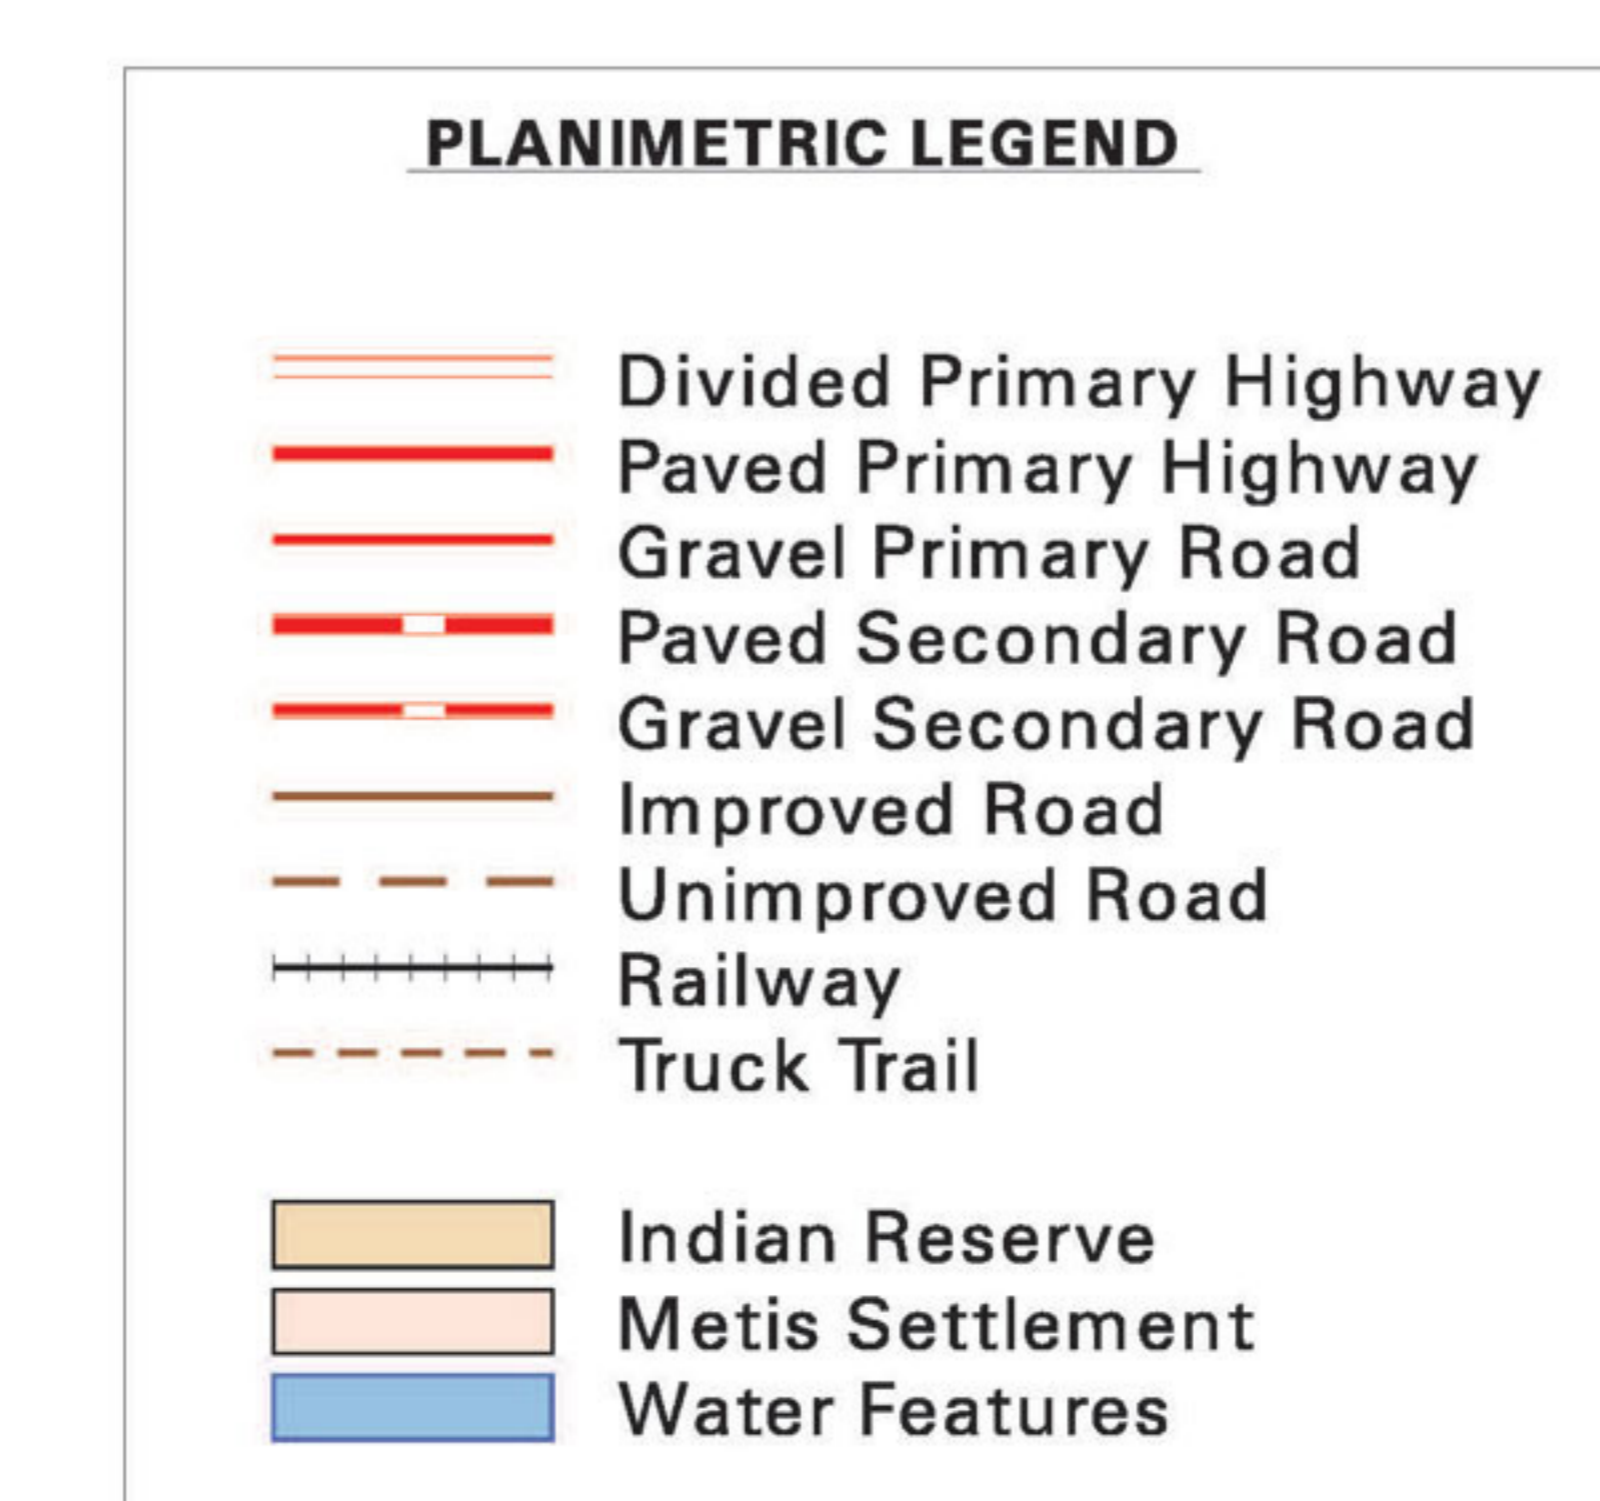 PLANIMETRIC LEGEND
Divided Primary Highway
Paved Primary Highway
Gravel Primary Road
Paved Secondary Road
Gravel Secondary Road
Improved Road
Unimproved Road
Railway
Truck Trail
Indian Reserve
Metis Settlement
Water Features